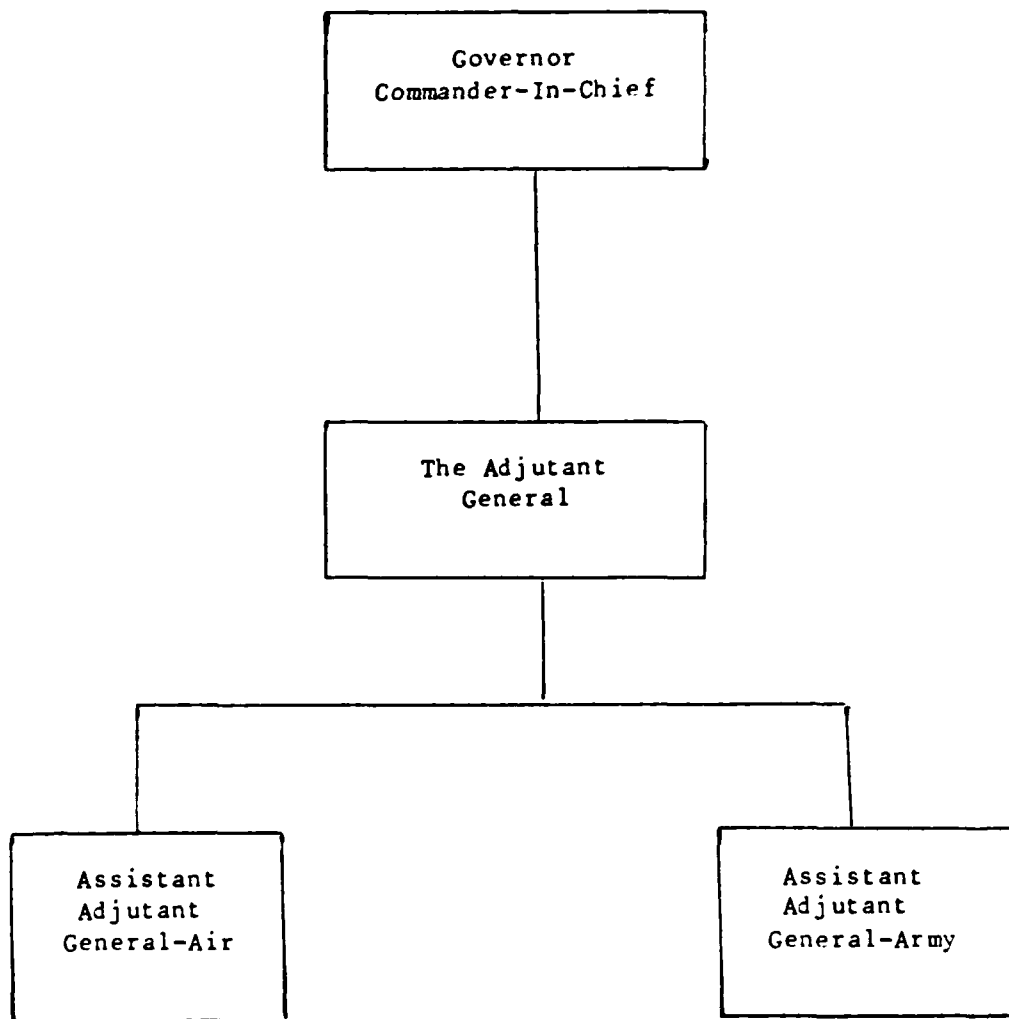 Governor
Commander-In-Chief
The Adjutant
General
Assistant
Adjutant
General-Air
Assistant
Adjutant
General-Army